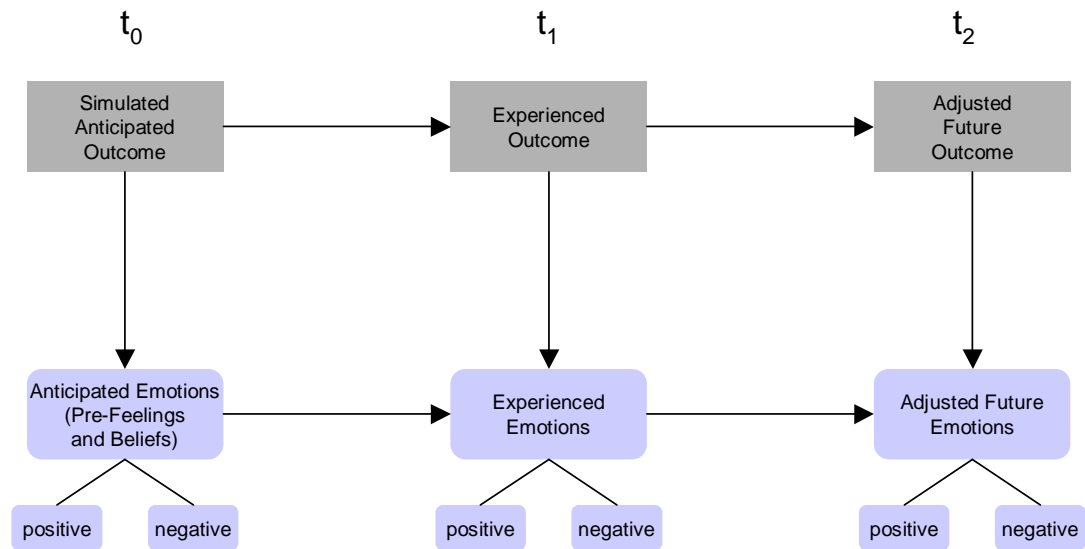 t0
t1
t2
Simulated
Anticipated
Outcome
Experienced
Outcome
Adjusted
Future
Outcome
Anticipated Emotions
(Pre-Feelings
and Beliefs)
Experienced
Emotions
Adjusted Future
Emotions
positive
negative
positive
negative
positive
negative